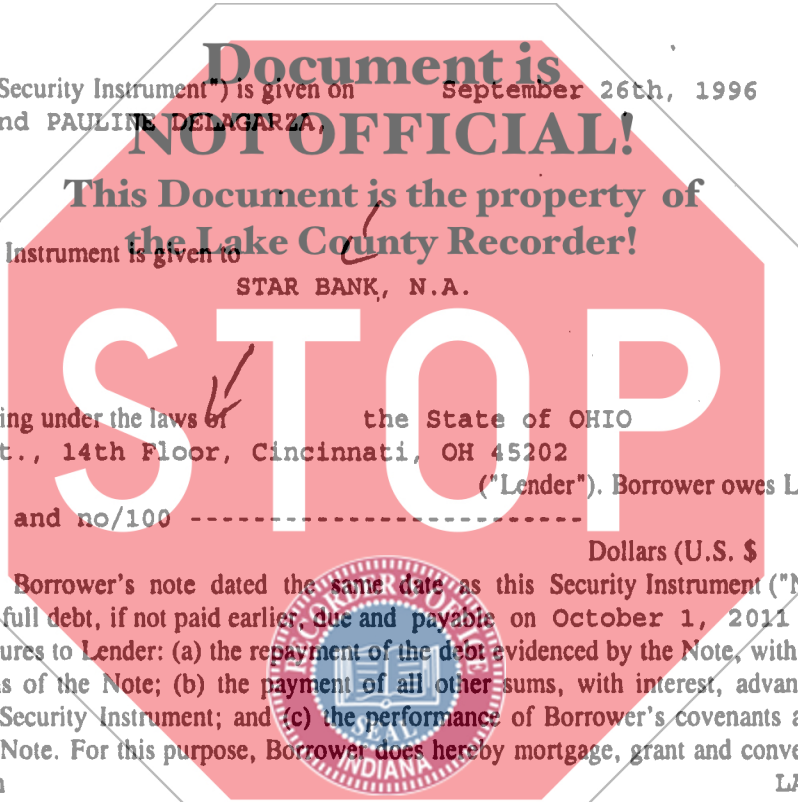 Document is
Security Instrument") is given on September 26th, 1996
nd PAULINE DELAGARZA,
NOT OFFICIAL!
This Document is the property of
the Lake County Recorder!
Instrument is given to
STAR BANK, N.A.
STOP
ing under the laws of the State of OHIO
t., 14th Floor, Cincinnati, OH 45202
("Lender"). Borrower owes L
and no/100 ----------------------------
Dollars (U.S. $
Borrower's note dated the same date as this Security Instrument ("N
full debt, if not paid earlier, due and payable on October 1, 2011
ures to Lender: (a) the repayment of the debt evidenced by the Note, with
s of the Note; (b) the payment of all other sums, with interest, advan
Security Instrument; and (c) the performance of Borrower's covenants a
Note. For this purpose, Borrower does hereby mortgage, grant and conve
LA
RECORDER'S OFFICE
SEAL
INDIANA